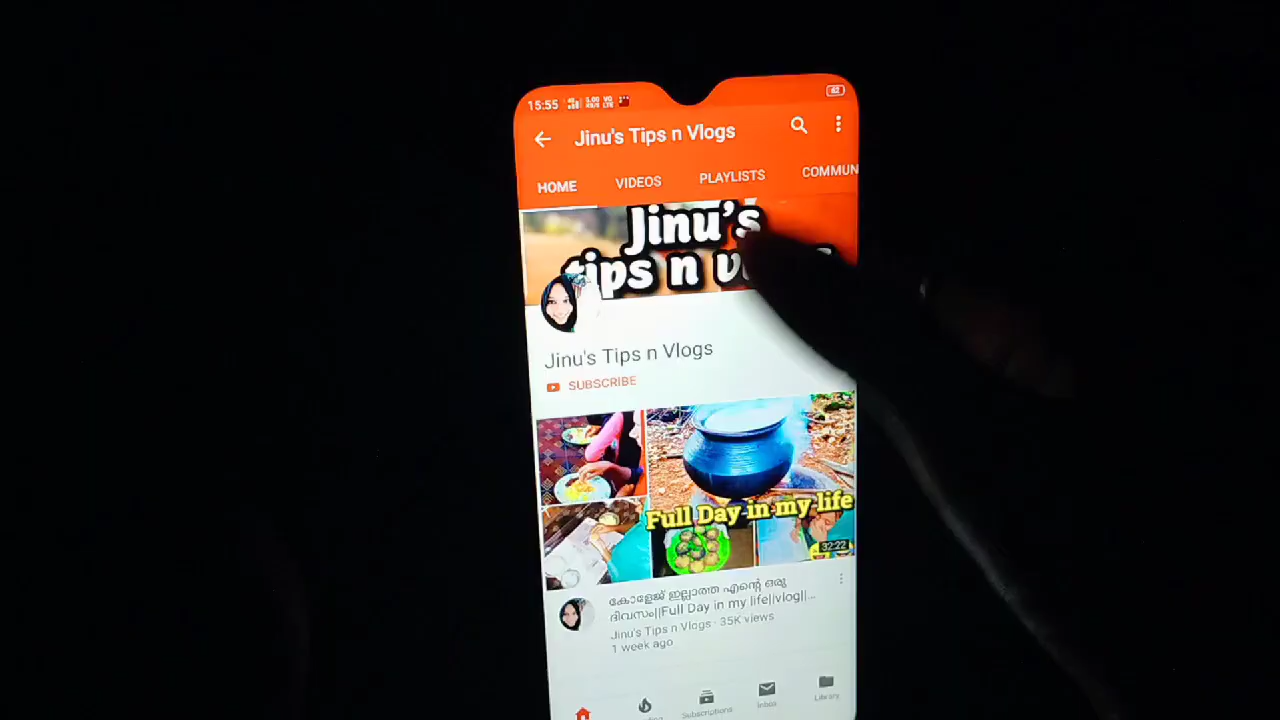 15:55
62
Jinu's Tips n Vlogs
HOME VIDEOS PLAYLISTS COMMUN
Jinu's
tips n
Jinu's Tips n Vlogs
SUBSCRIBE
Full Day in my life
32:22
കോളേജ് ഇല്ലാത്ത എന്റെ ഒരു
ദിവസം||Full Day in my life||vlog||...
Jinu's Tips n Vlogs · 35K views
1 week ago
Subscriptions Inbox Library